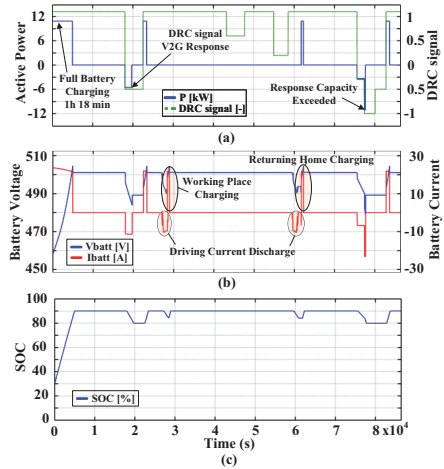 12
6
0
-6
-12
Active Power
1
0.5
0
-0.5
-1
DRC signal
DRC signal
V2G Response
Full Battery
Charging
1h 18 min
Response Capacity
Exceeded
P [kW]
DRC signal [-]
(a)
510
490
470
450
Battery Voltage
30
10
-10
-30
Battery Current
Returning Home Charging
Working Place
Charging
Driving Current Discharge
Vbatt [V]
Ibatt [A]
(b)
100
80
60
40
20
0
SOC
SOC [%]
0
1
2
3
4
5
6
7
8 x10⁴
Time (s)
(c)